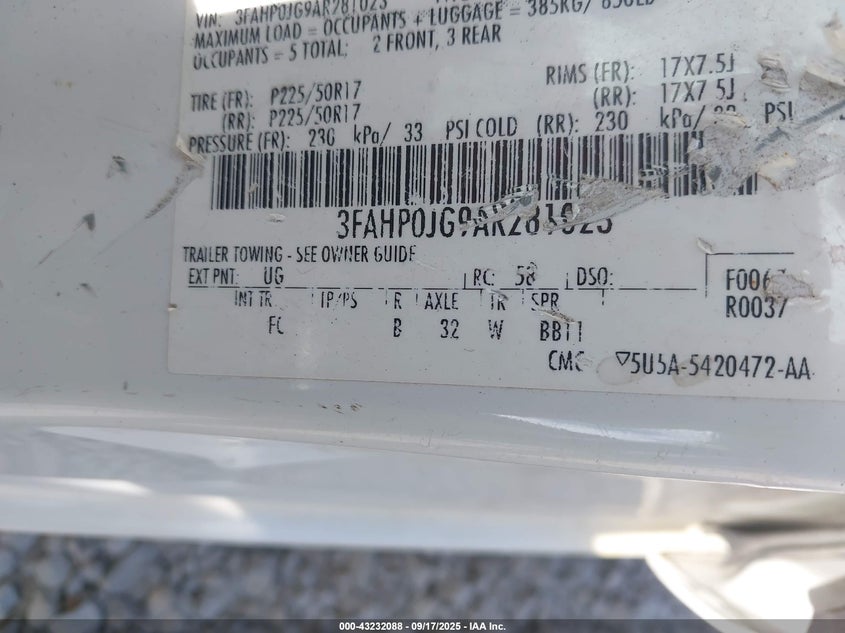 VIN: 3FAHP0JG9AR281023
MAXIMUM LOAD = OCCUPANTS + LUGGAGE = 385KG/ 850LB
OCCUPANTS = 5 TOTAL: 2 FRONT, 3 REAR
TIRE (FR): P225/50R17 RIMS (FR): 17X7.5J
(RR): P225/50R17 (RR): 17X7.5J
PRESSURE (FR): 230 kPa/ 33 PSI COLD (RR): 230 kPa/ PSI
3FAHP0JG9AR281023
TRAILER TOWING - SEE OWNER GUIDE
EXT PNT: UG RC: 58 DSO: F006
INT TR TP/PS R AXLE TR SPR R0037
FC B 32 W BB11
CMC ▽5U5A-5420472-AA
000-43232088 - 09/17/2025 - IAA Inc.